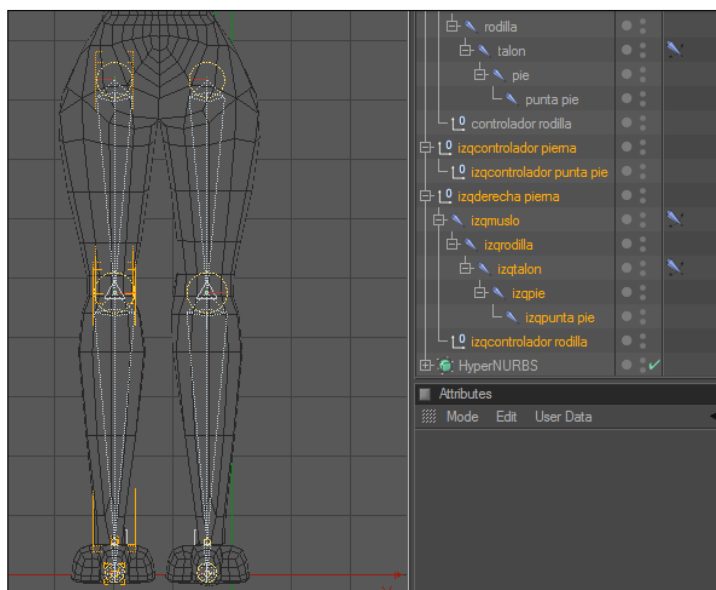 rodilla
talon
pie
punta pie
controlador rodilla
izqcontrolador pierna
izqcontrolador punta pie
izqderecha pierna
izqmuslo
izqrodilla
izqtalon
izqpie
izqpunta pie
izqcontrolador rodilla
HyperNURBS
Attributes
Mode Edit User Data